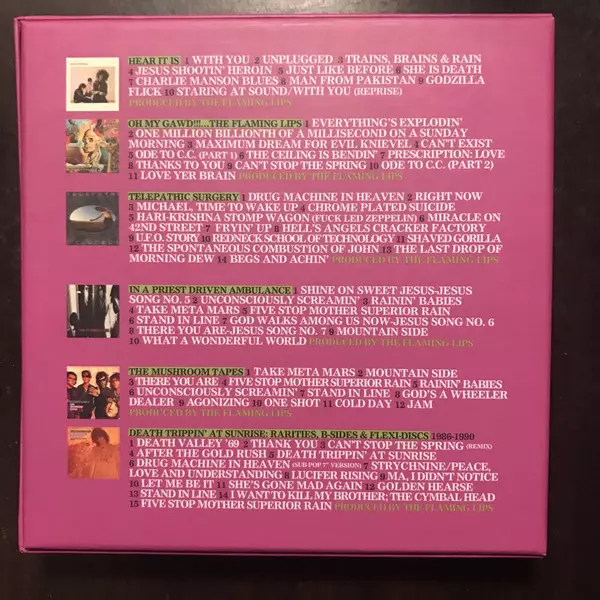 HEAR IT IS 1 WITH YOU 2 UNPLUGGED 3 TRAINS, BRAINS & RAIN
4 JESUS SHOOTIN' HEROIN 5 JUST LIKE BEFORE 6 SHE IS DEATH
7 CHARLIE MANSON BLUES 8 MAN FROM PAKISTAN 9 GODZILLA
FLICK 10 STARING AT SOUND/WITH YOU (REPRISE)
PRODUCED BY THE FLAMING LIPS
OH MY GAWD!!!...THE FLAMING LIPS 1 EVERYTHING'S EXPLODIN'
2 ONE MILLION BILLIONTH OF A MILLISECOND ON A SUNDAY
MORNING 3 MAXIMUM DREAM FOR EVIL KNIEVEL 4 CAN'T EXIST
5 ODE TO C.C. (PART 1) 6 THE CEILING IS BENDIN' 7 PRESCRIPTION: LOVE
8 THANKS TO YOU 9 CAN'T STOP THE SPRING 10 ODE TO C.C. (PART 2)
11 LOVE YER BRAIN PRODUCED BY THE FLAMING LIPS
TELEPATHIC SURGERY 1 DRUG MACHINE IN HEAVEN 2 RIGHT NOW
3 MICHAEL, TIME TO WAKE UP 4 CHROME PLATED SUICIDE
5 HARI-KRISHNA STOMP WAGON (FUCK LED ZEPPELIN) 6 MIRACLE ON
42ND STREET 7 FRYIN' UP 8 HELL'S ANGELS CRACKER FACTORY
9 U.F.O. STORY 10 REDNECK SCHOOL OF TECHNOLOGY 11 SHAVED GORILLA
12 THE SPONTANEOUS COMBUSTION OF JOHN 13 THE LAST DROP OF
MORNING DEW 14 BEGS AND ACHIN' PRODUCED BY THE FLAMING LIPS
IN A PRIEST DRIVEN AMBULANCE 1 SHINE ON SWEET JESUS-JESUS
SONG NO. 5 2 UNCONSCIOUSLY SCREAMIN' 3 RAININ' BABIES
4 TAKE META MARS 5 FIVE STOP MOTHER SUPERIOR RAIN
6 STAND IN LINE 7 GOD WALKS AMONG US NOW-JESUS SONG NO. 6
8 THERE YOU ARE-JESUS SONG NO. 7 9 MOUNTAIN SIDE
10 WHAT A WONDERFUL WORLD PRODUCED BY THE FLAMING LIPS
THE MUSHROOM TAPES 1 TAKE META MARS 2 MOUNTAIN SIDE
3 THERE YOU ARE 4 FIVE STOP MOTHER SUPERIOR RAIN 5 RAININ' BABIES
6 UNCONSCIOUSLY SCREAMIN' 7 STAND IN LINE 8 GOD'S A WHEELER
DEALER 9 AGONIZING 10 ONE SHOT 11 COLD DAY 12 JAM
PRODUCED BY THE FLAMING LIPS
DEATH TRIPPIN' AT SUNRISE: RARITIES, B-SIDES & FLEXI-DISCS 1986-1990
1 DEATH VALLEY '69 2 THANK YOU 3 CAN'T STOP THE SPRING (REMIX)
4 AFTER THE GOLD RUSH 5 DEATH TRIPPIN' AT SUNRISE
6 DRUG MACHINE IN HEAVEN (SUB-POP 7" VERSION) 7 STRYCHNINE/PEACE,
LOVE AND UNDERSTANDING 8 LUCIFER RISING 9 MA, I DIDN'T NOTICE
10 LET ME BE IT 11 SHE'S GONE MAD AGAIN 12 GOLDEN HEARSE
13 STAND IN LINE 14 I WANT TO KILL MY BROTHER; THE CYMBAL HEAD
15 FIVE STOP MOTHER SUPERIOR RAIN PRODUCED BY THE FLAMING LIPS